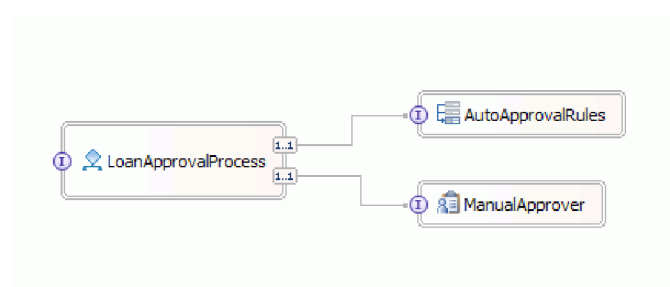 I
LoanApprovalProcess
1..1
1..1
I
AutoApprovalRules
I
ManualApprover